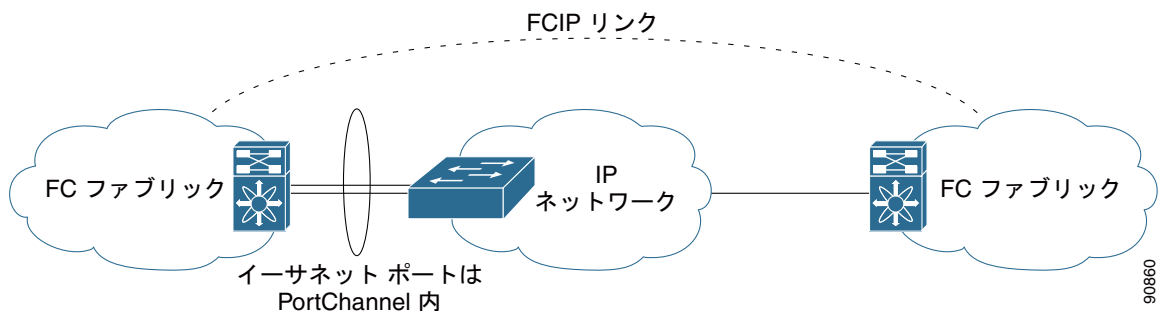 FCIP リンク
FC ファブリック
IP
ネットワーク
FC ファブリック
イーサネット ポートは
PortChannel 内
90860